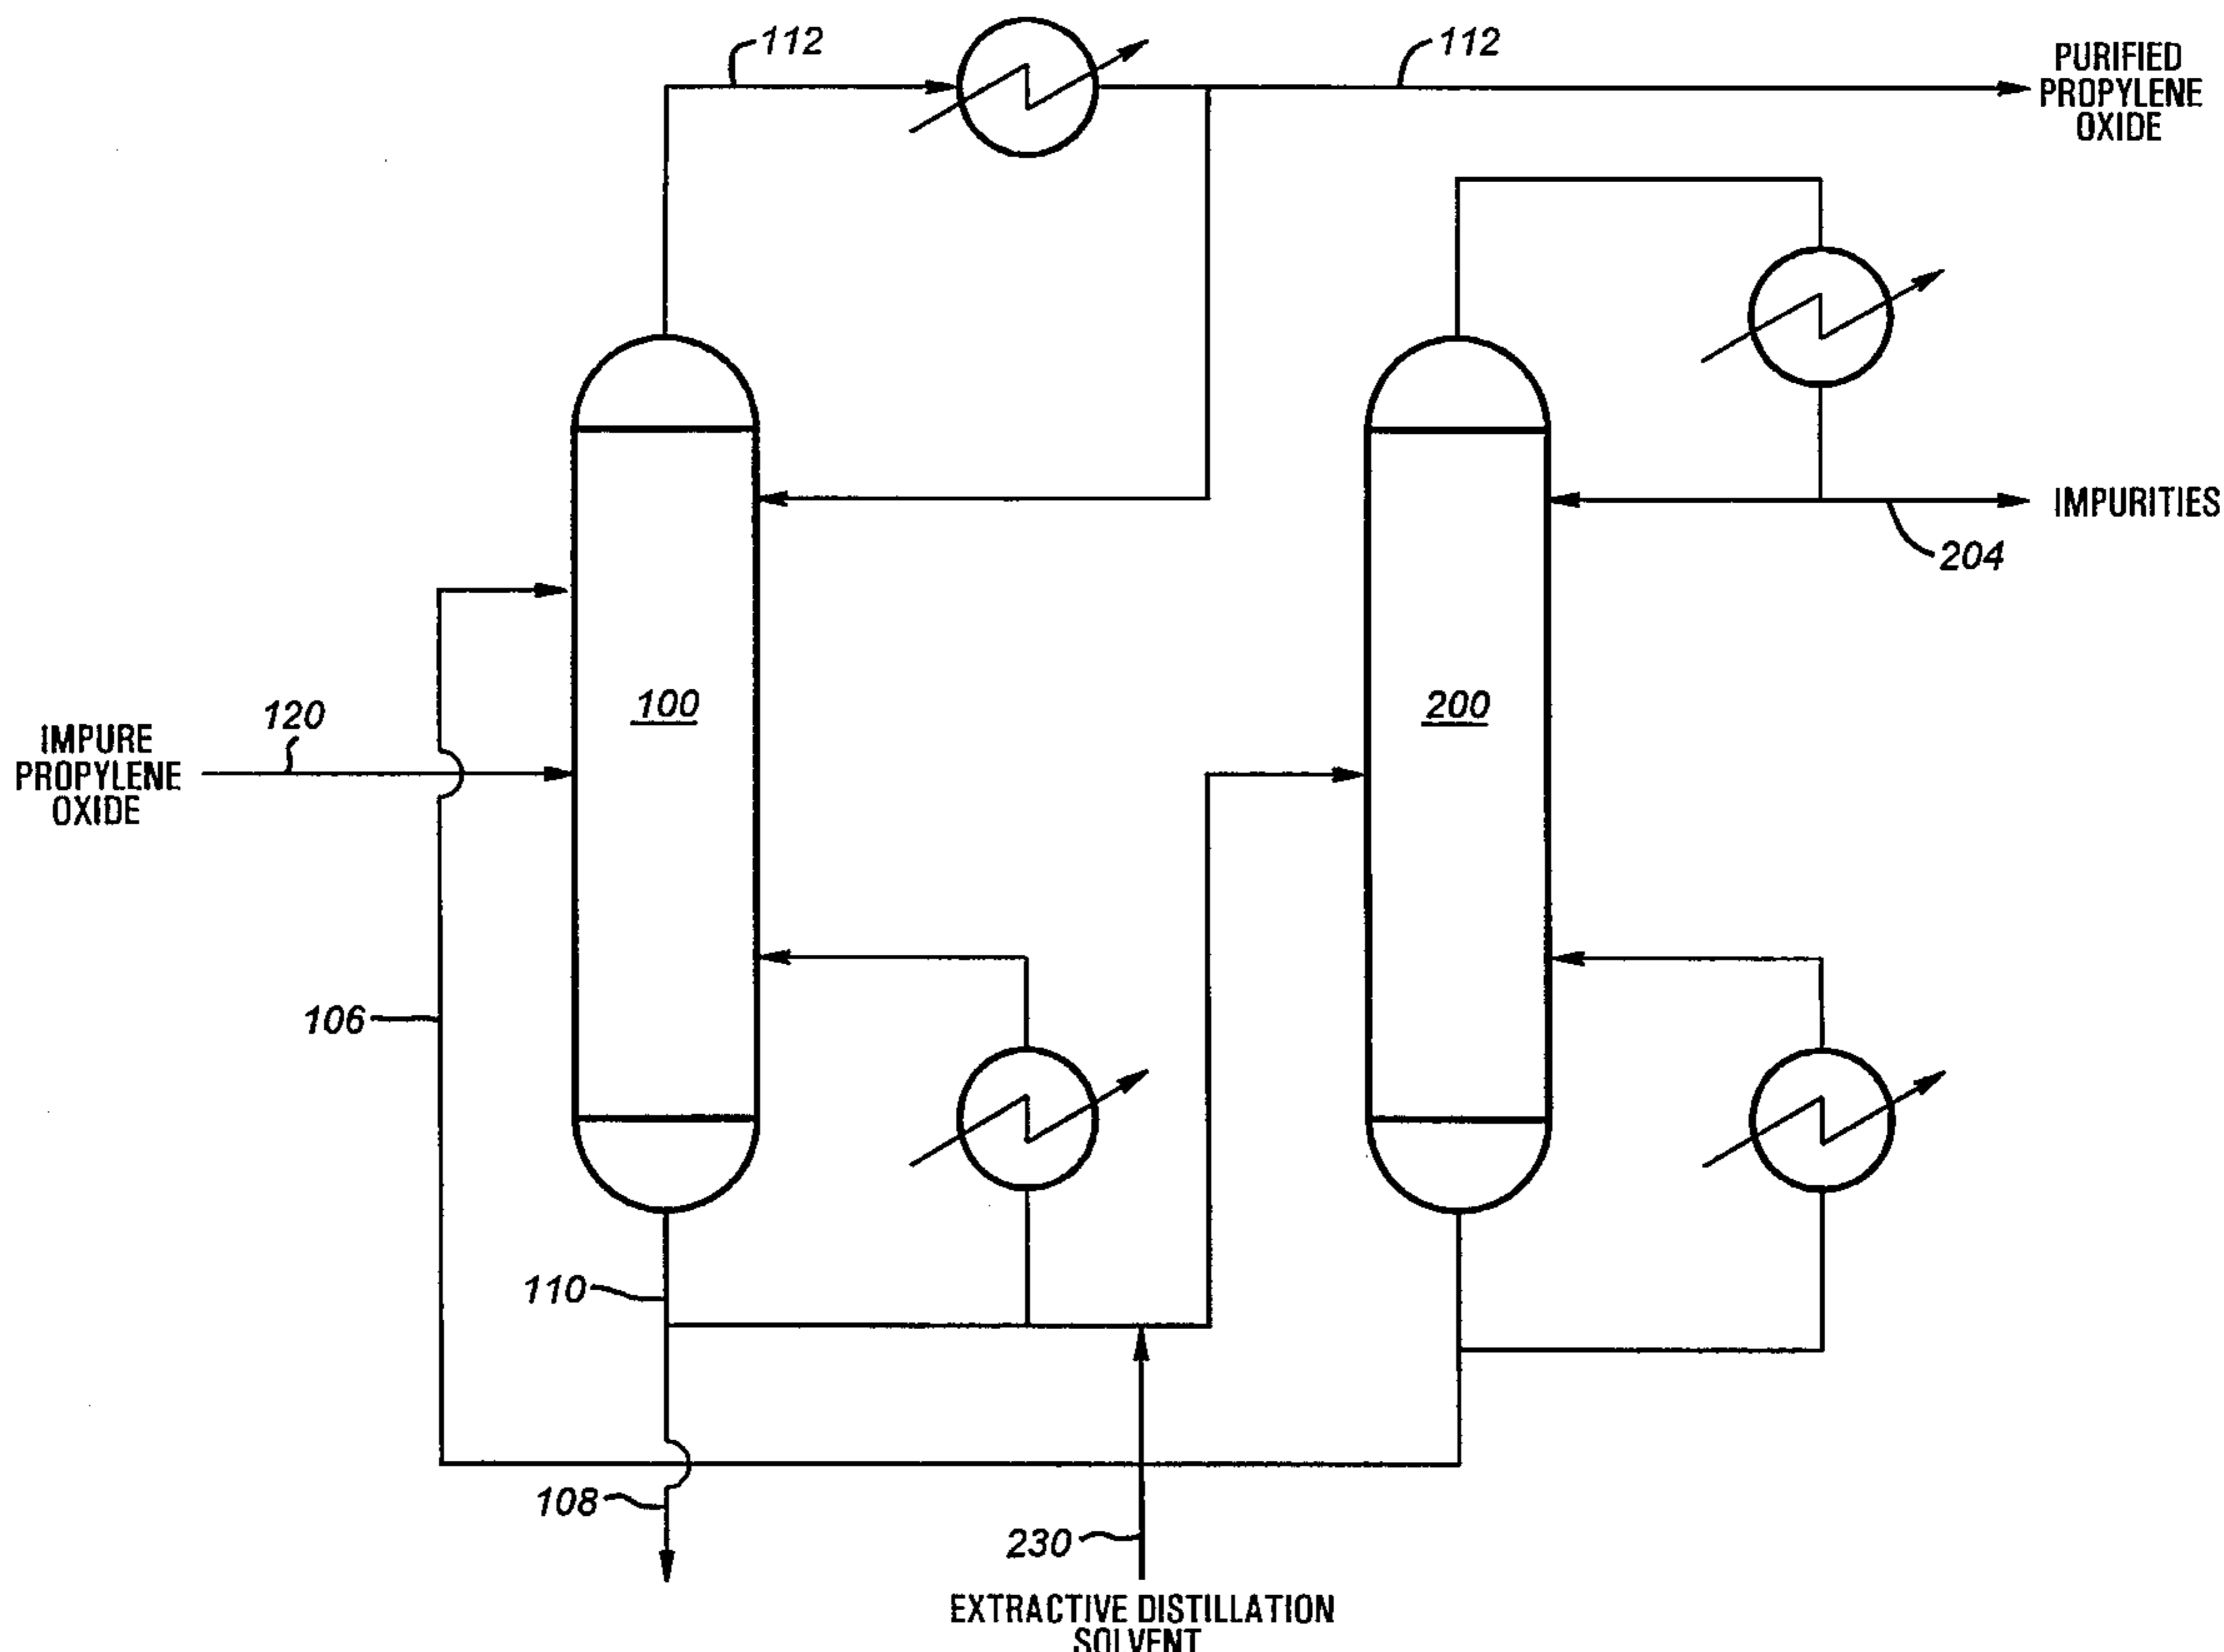 112
112
PURIFIED
PROPYLENE
OXIDE
IMPURITIES
204
100
200
120
IMPURE
PROPYLENE
OXIDE
106
110
108
230
EXTRACTIVE DISTILLATION
SOLVENT